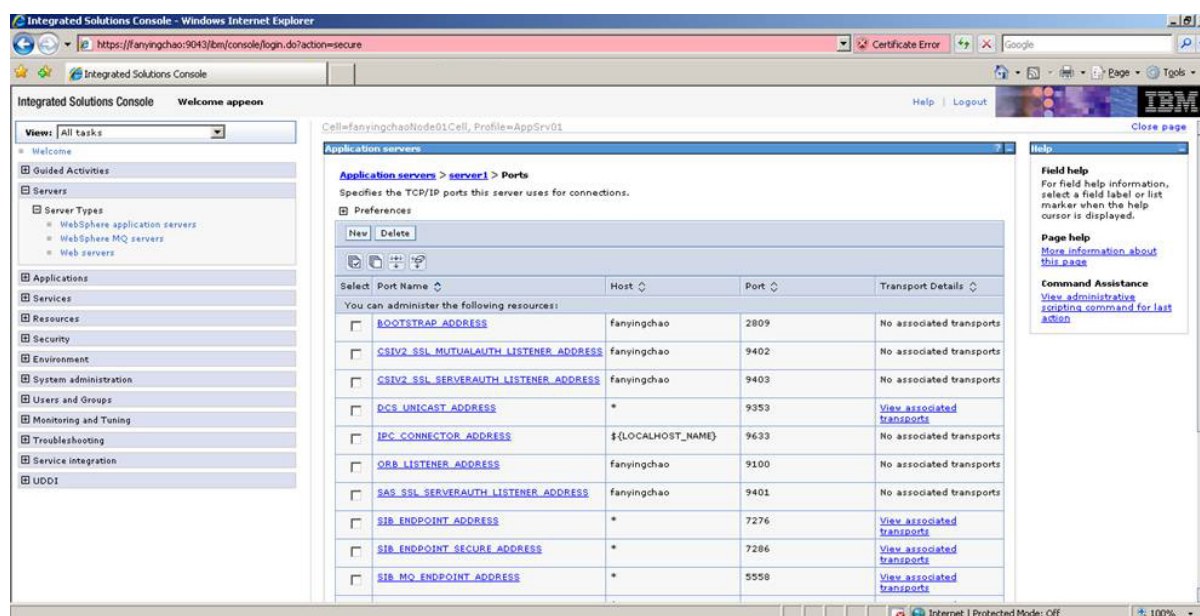 Integrated Solutions Console - Windows Internet Explorer
https://fanyingchao:9043/ibm/console/login.do?action=secure
Certificate Error
Google
Integrated Solutions Console
Page
Tools
Integrated Solutions Console Welcome appeon
Help | Logout
IBM
View: All tasks
Cell=fanyingchaoNode01Cell, Profile=AppSrv01
Close page
Welcome
Guided Activities
Servers
Server Types
WebSphere application servers
WebSphere MQ servers
Web servers
Applications
Services
Resources
Security
Environment
System administration
Users and Groups
Monitoring and Tuning
Troubleshooting
Service integration
UDDI
Application servers
Application servers > server1 > Ports
Specifies the TCP/IP ports this server uses for connections.
Preferences
New Delete
Select Port Name Host Port Transport Details
You can administer the following resources:
BOOTSTRAP_ADDRESS fanyingchao 2809 No associated transports
CSIV2_SSL_MUTUALAUTH_LISTENER_ADDRESS fanyingchao 9402 No associated transports
CSIV2_SSL_SERVERAUTH_LISTENER_ADDRESS fanyingchao 9403 No associated transports
DCS_UNICAST_ADDRESS * 9353 View associated
transports
IPC_CONNECTOR_ADDRESS ${LOCALHOST_NAME} 9633 No associated transports
ORB_LISTENER_ADDRESS fanyingchao 9100 No associated transports
SAS_SSL_SERVERAUTH_LISTENER_ADDRESS fanyingchao 9401 No associated transports
SIB_ENDPOINT_ADDRESS * 7276 View associated
transports
SIB_ENDPOINT_SECURE_ADDRESS * 7286 View associated
transports
SIB_MQ_ENDPOINT_ADDRESS * 5558 View associated
transports
Help
Field help
For field help information,
select a field label or list
marker when the help
cursor is displayed.
Page help
More information about
this page
Command Assistance
View administrative
scripting command for last
action
Internet | Protected Mode: Off
100%